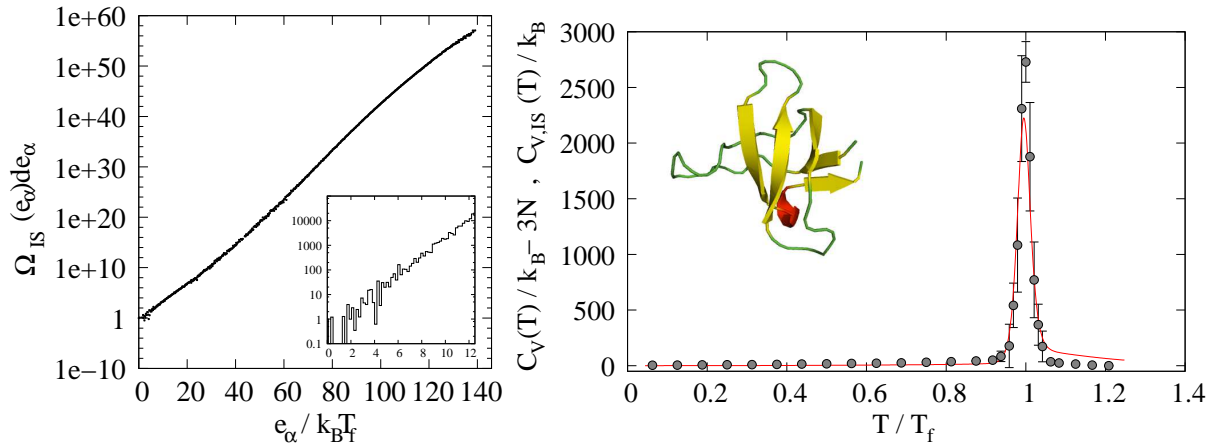 1e+60
1e+50
1e+40
1e+30
1e+20
1e+10
1
1e−10
Ω_IS (e_α)de_α
0 20 40 60 80 100 120 140
e_α / k_BT_f
10000
1000
100
10
1
0.1
0 2 4 6 8 10 12
C_V(T) / k_B − 3N , C_V,IS (T) / k_B
3000
2500
2000
1500
1000
500
0
0 0.2 0.4 0.6 0.8 1 1.2 1.4
T / T_f